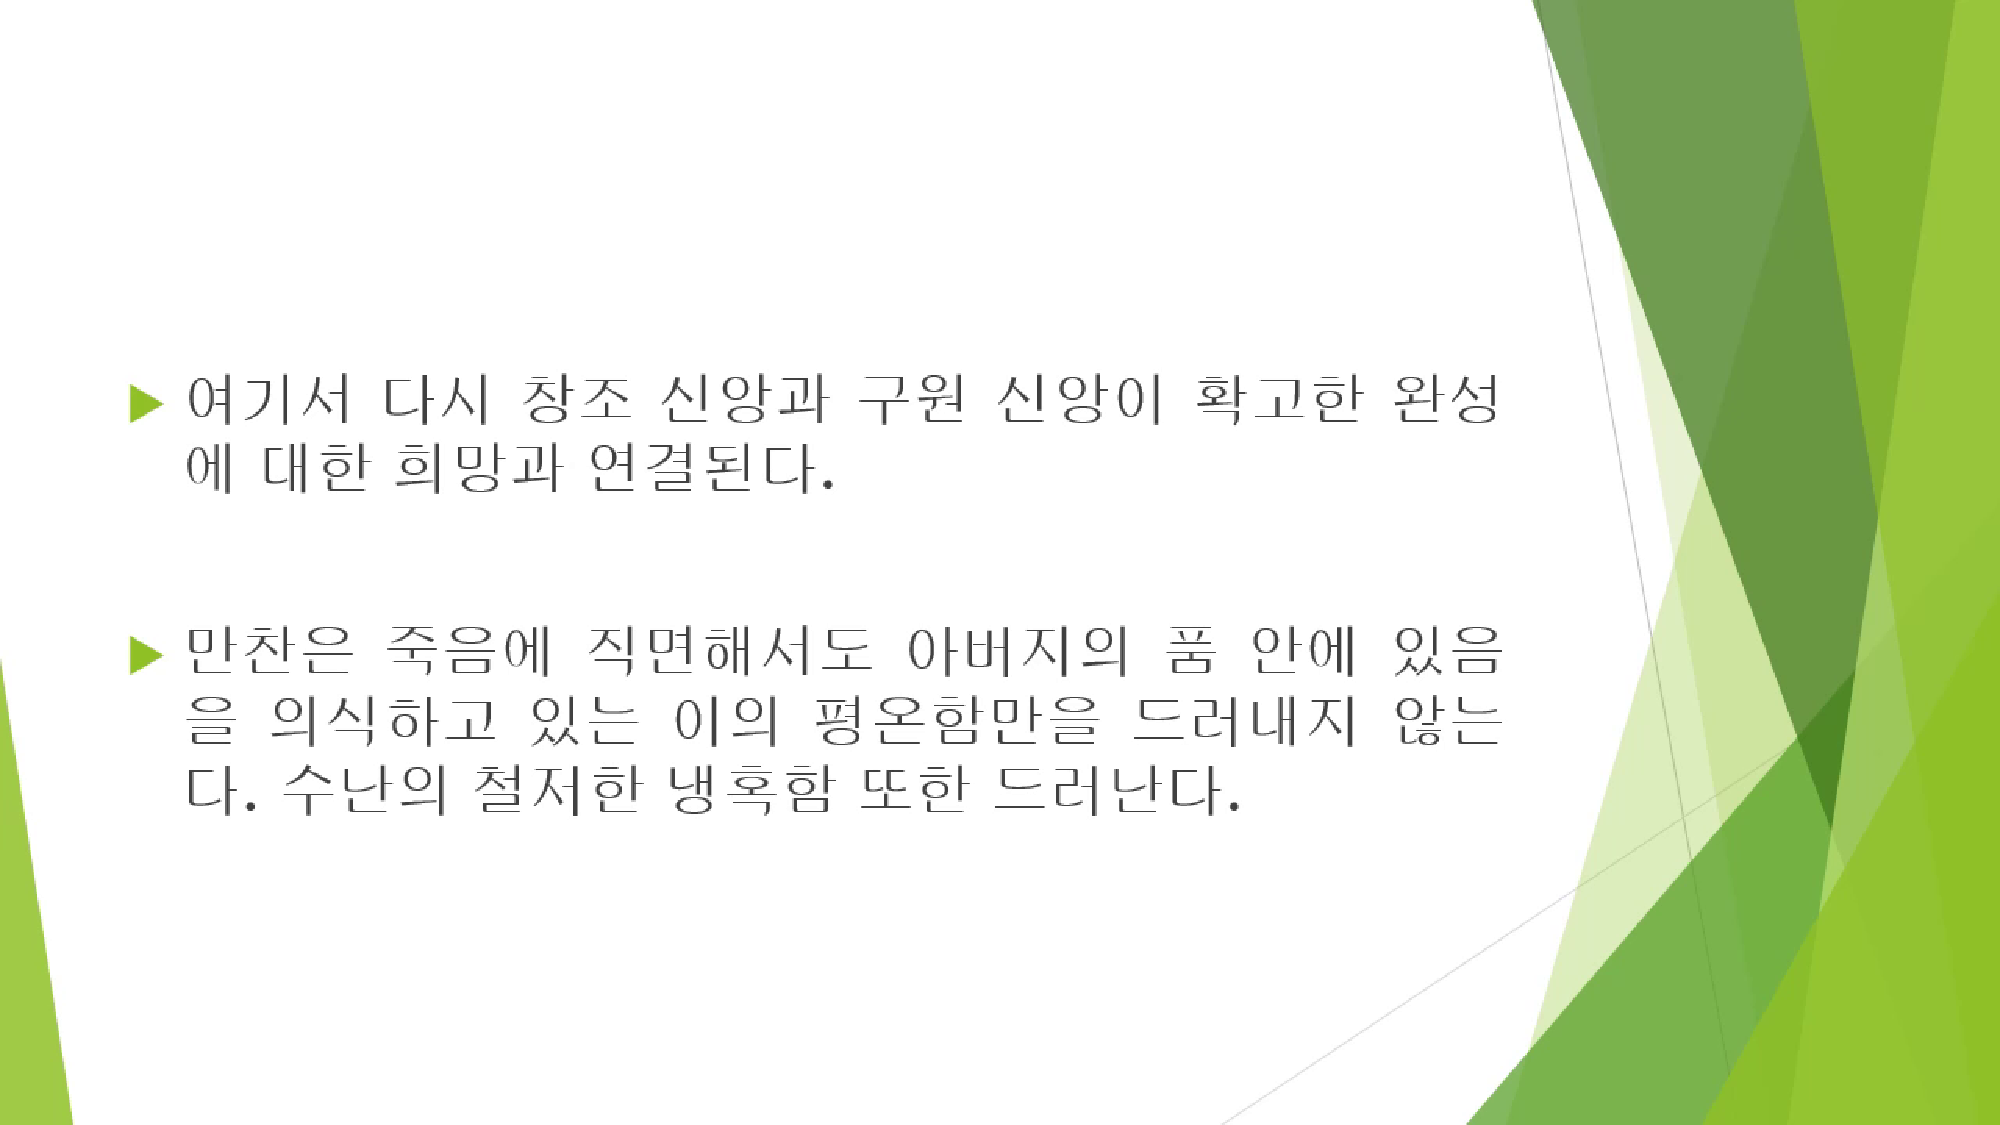 여기서 다시 창조 신앙과 구원 신앙이 확고한 완성
에 대한 희망과 연결된다.
만찬은 죽음에 직면해서도 아버지의 품 안에 있음
을 의식하고 있는 이의 평온함만을 드러내지 않는
다. 수난의 철저한 냉혹함 또한 드러난다.